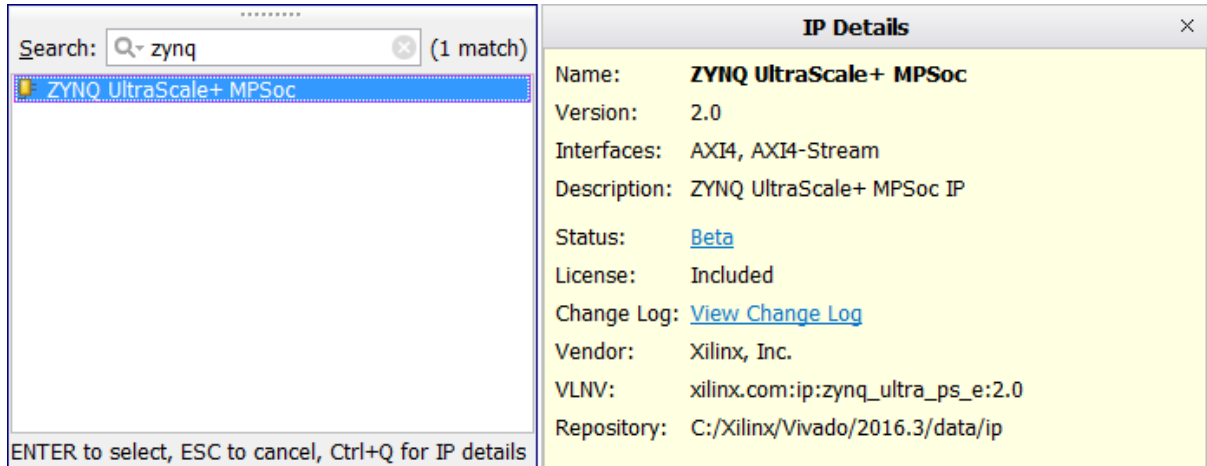 Search: zynq (1 match)
ZYNQ UltraScale+ MPSoc
ENTER to select, ESC to cancel, Ctrl+Q for IP details
IP Details
Name: ZYNQ UltraScale+ MPSoc
Version: 2.0
Interfaces: AXI4, AXI4-Stream
Description: ZYNQ UltraScale+ MPSoc IP
Status: Beta
License: Included
Change Log: View Change Log
Vendor: Xilinx, Inc.
VLNV: xilinx.com:ip:zynq_ultra_ps_e:2.0
Repository: C:/Xilinx/Vivado/2016.3/data/ip